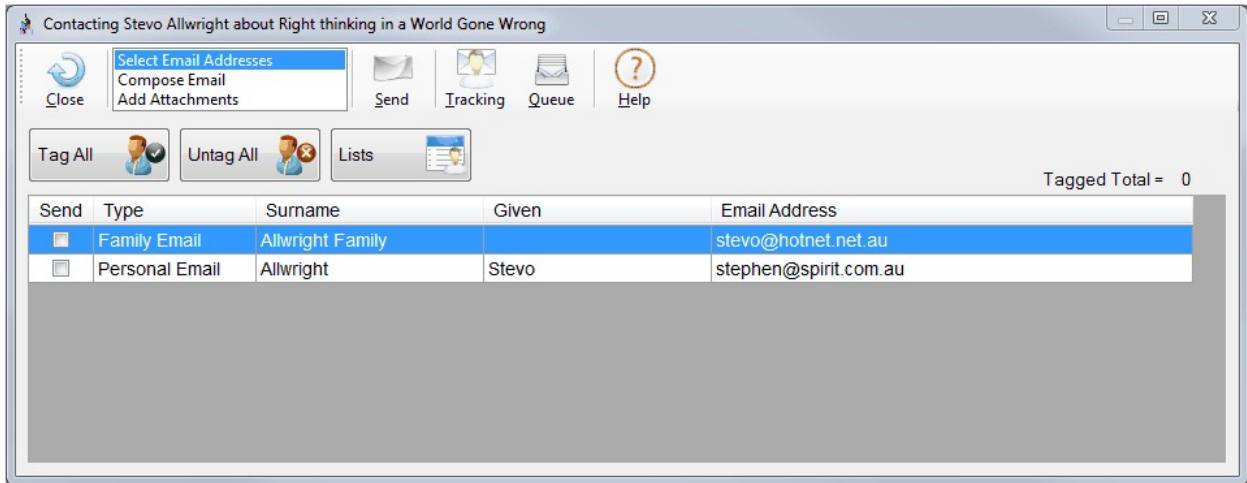 Contacting Stevo Allwright about Right thinking in a World Gone Wrong
Select Email Addresses
Compose Email
Add Attachments
Close Send Tracking Queue Help
Tag All Untag All Lists
Tagged Total = 0
Send Type Surname Given Email Address
Family Email Allwright Family stevo@hotnet.net.au
Personal Email Allwright Stevo stephen@spirit.com.au